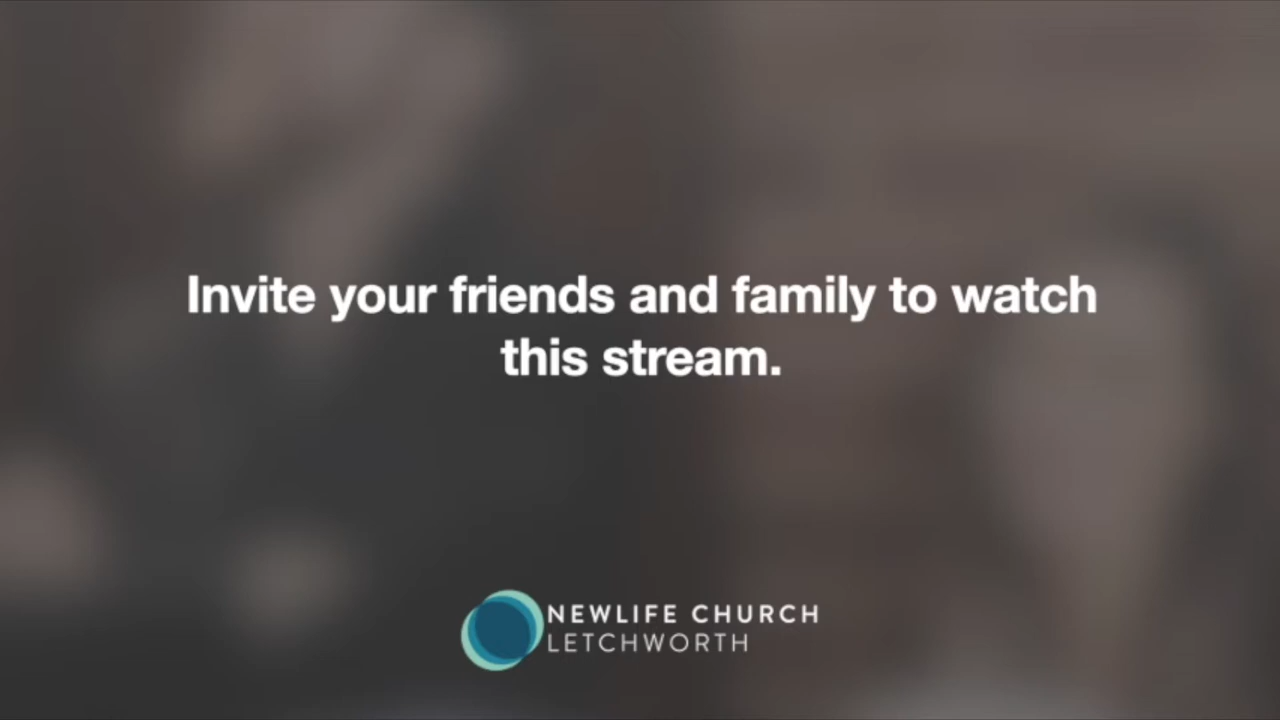 Invite your friends and family to watch
this stream.
NEWLIFE CHURCH
LETCHWORTH